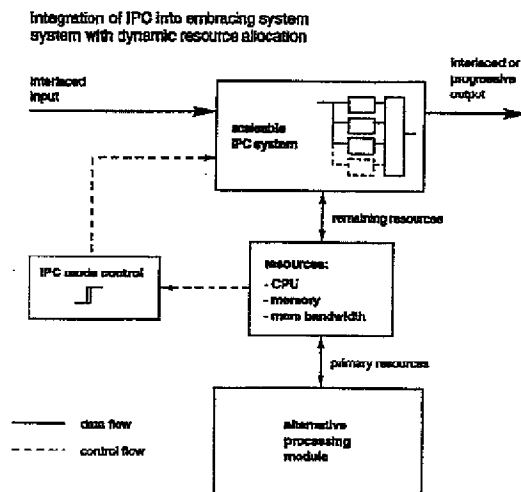 Integration of IPC into embracing system
system with dynamic resource allocation
interlaced
input
interlaced or
progressive
output
scaleable
IPC system
remaining resources
IPC mode control
resources:
- CPU
- memory
- mem bandwidth
primary resources
data flow
control flow
alternative
processing
module